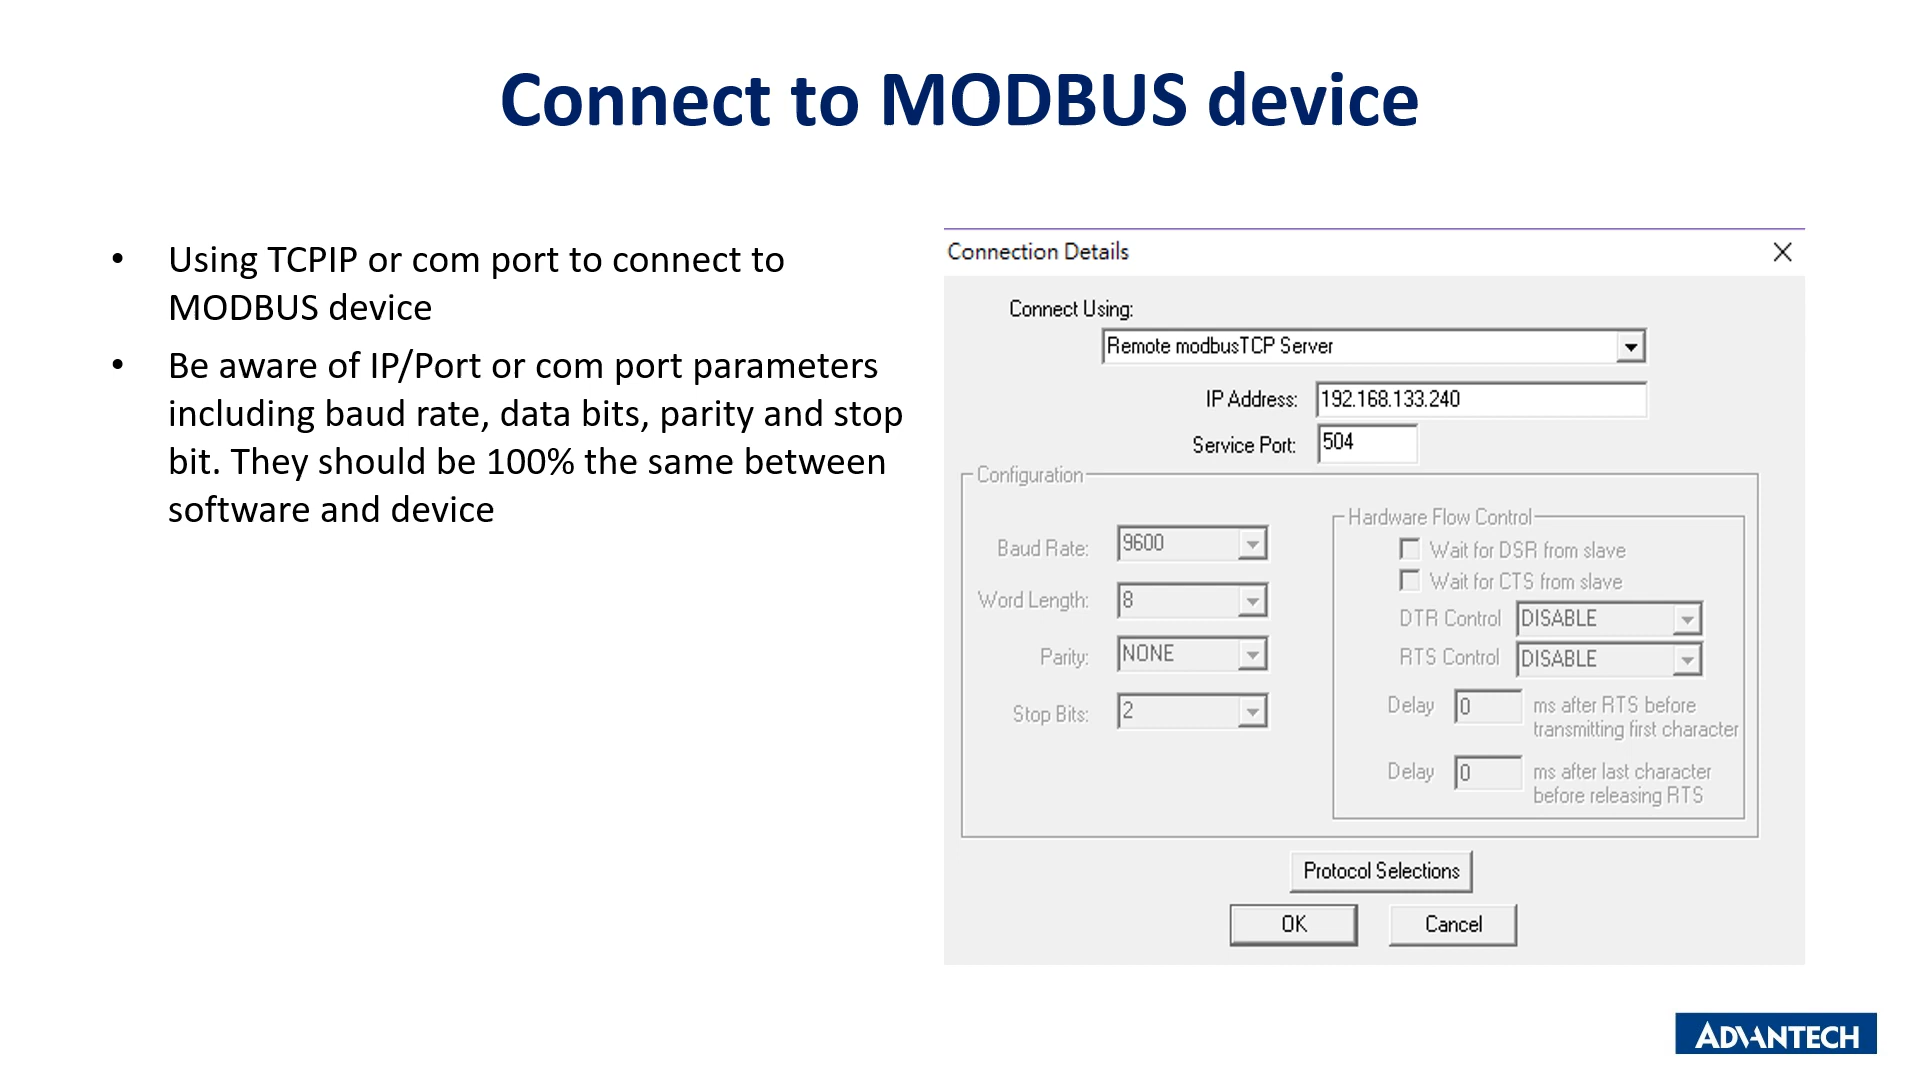 Connect to MODBUS device
• Using TCPIP or com port to connect to
MODBUS device
• Be aware of IP/Port or com port parameters
including baud rate, data bits, parity and stop
bit. They should be 100% the same between
software and device
Connection Details
Connect Using:
Remote modbusTCP Server
IP Address: 192.168.133.240
Service Port: 504
Configuration
Baud Rate: 9600
Word Length: 8
Parity: NONE
Stop Bits: 2
Hardware Flow Control
Wait for DSR from slave
Wait for CTS from slave
DTR Control DISABLE
RTS Control DISABLE
Delay 0 ms after RTS before
transmitting first character
Delay 0 ms after last character
before releasing RTS
Protocol Selections
OK Cancel
ADVANTECH